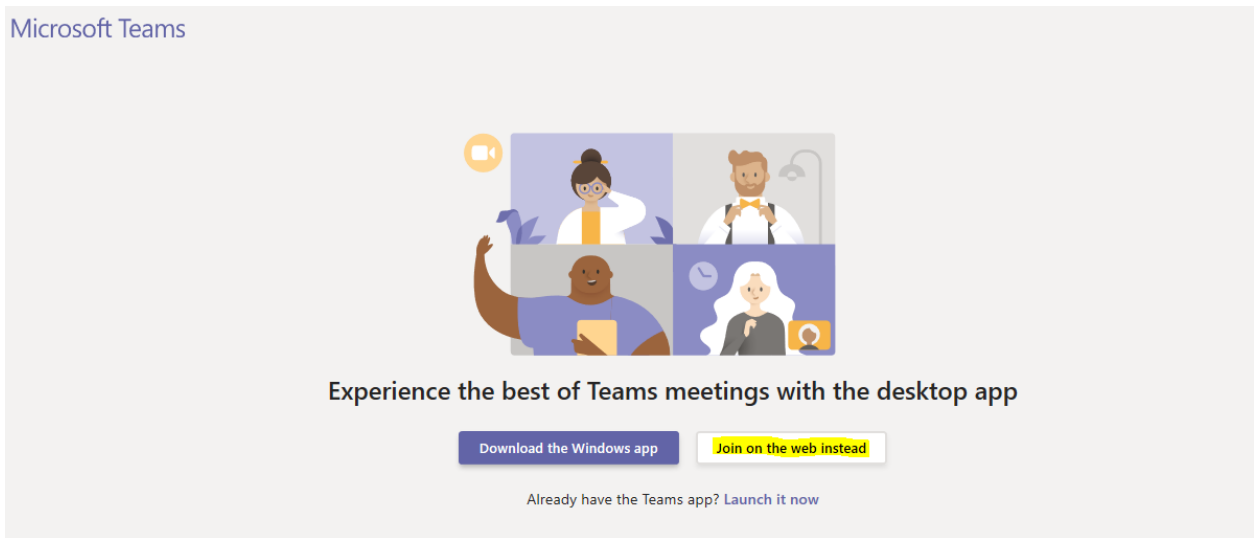 Microsoft Teams
Experience the best of Teams meetings with the desktop app
Download the Windows app
Join on the web instead
Already have the Teams app? Launch it now